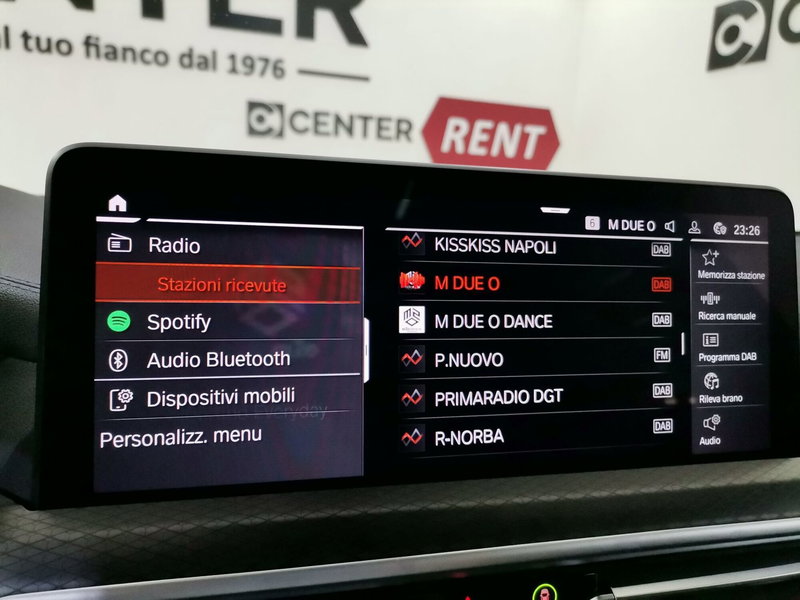 al tuo fianco dal 1976
CENTER RENT
6 M DUE O 23:26
Radio
Stazioni ricevute
Spotify
Audio Bluetooth
Dispositivi mobili
Personalizz. menu
KISSKISS NAPOLI DAB
M DUE O DAB
M DUE O DANCE DAB
P.NUOVO FM
PRIMARADIO DGT DAB
R-NORBA DAB
Memorizza stazione
Ricerca manuale
Programma DAB
Rileva brano
Audio